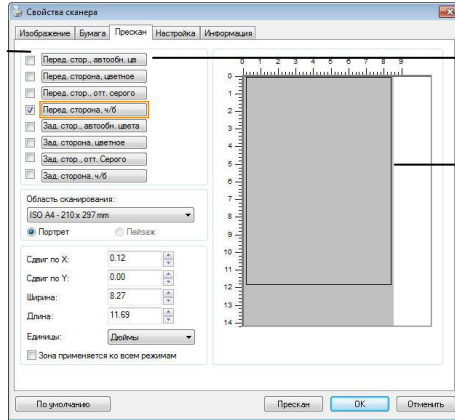 Свойства сканера
Изображение Бумага Прескан Настройка Информация
Перед. стор., автообн. цв
Перед. сторона, цветное
Перед. стор., отт. серого
Перед. сторона, ч/б
Зад. стор., автообн. цвета
Зад. сторона, цветное
Зад. стор., отт. Серого
Зад. сторона, ч/б
Область сканирования:
ISO A4 - 210 x 297 mm
Портрет Пейзаж
Сдвиг по X: 0.12
Сдвиг по Y: 0.00
Ширина: 8.27
Длина: 11.69
Единицы: Дюймы
Зона применяется ко всем режимам
0 1 2 3 4 5 6 7 8 9
0
1
2
3
4
5
6
7
8
9
10
11
12
13
14
По умолчанию Прескан OK Отменить